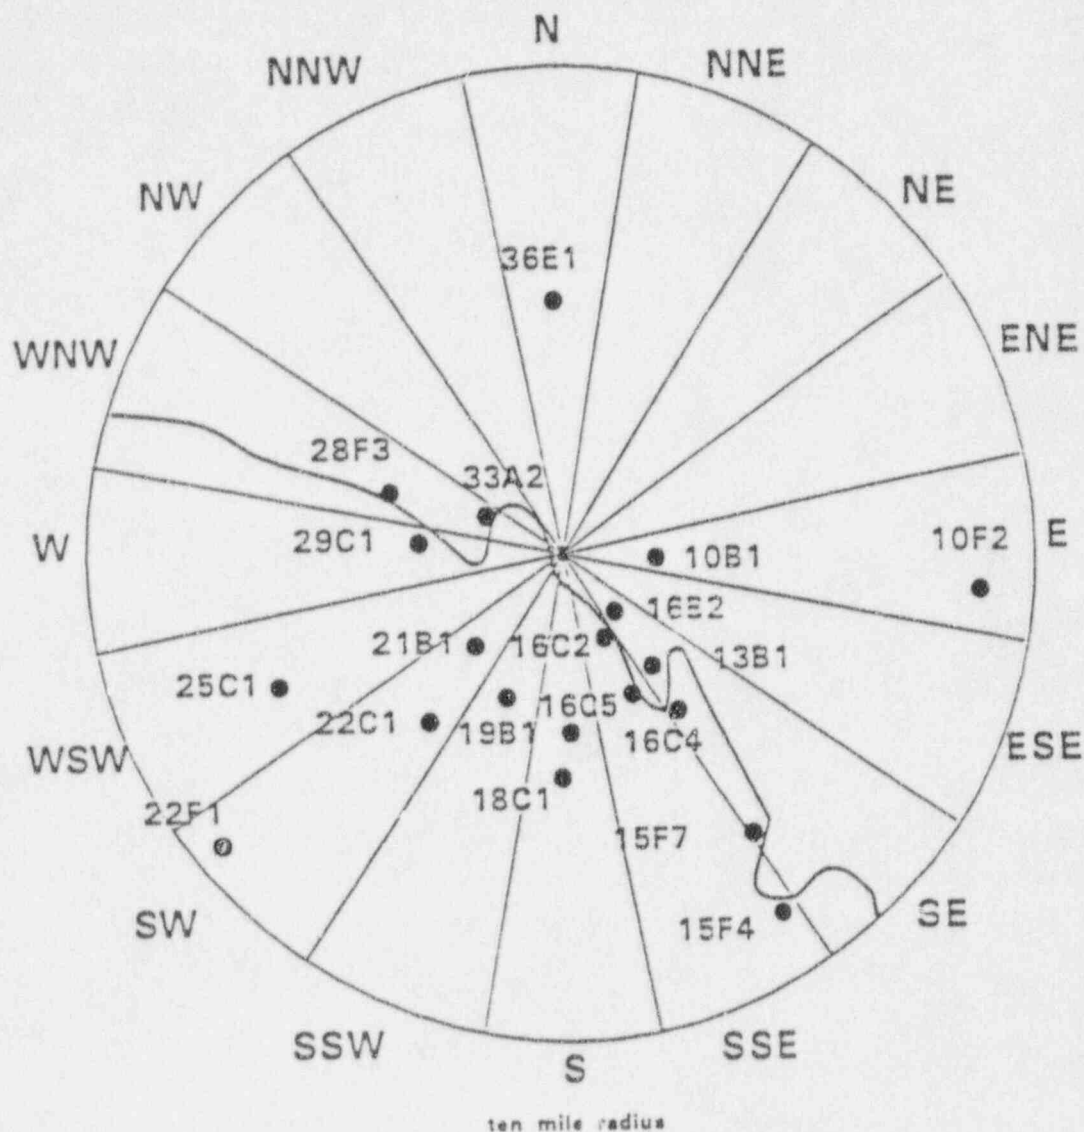 N
NNW
NNE
NW
NE
36E1
WNW
ENE
28F3
33A2
W
29C1
10B1
10F2
E
16E2
21B1
16C2
13B1
25C1
22C1
19B1
16C5
16C4
WSW
ESE
18C1
22F1
15F7
SW
15F4
SE
SSW
SSE
S
ten mile radius